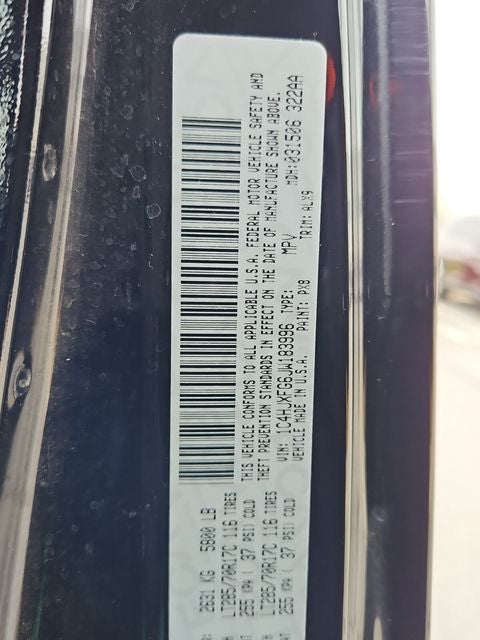 2631 KG 5800 LB
LT285/70R17C 116 TIRES
255 KPA ( 37 PSI) COLD
LT285/70R17C 116 TIRES
255 KPA ( 37 PSI) COLD
THIS VEHICLE CONFORMS TO ALL APPLICABLE U.S.A. FEDERAL MOTOR VEHICLE SAFETY AND
THEFT PREVENTION STANDARDS IN EFFECT ON THE DATE OF MANUFACTURE SHOWN ABOVE.
VIN: 1C4HJXFG6JW183996 TYPE: MPV MDH:031506 322AA
VEHICLE MADE IN U.S.A. PAINT: PX8 TRIM: ALX9